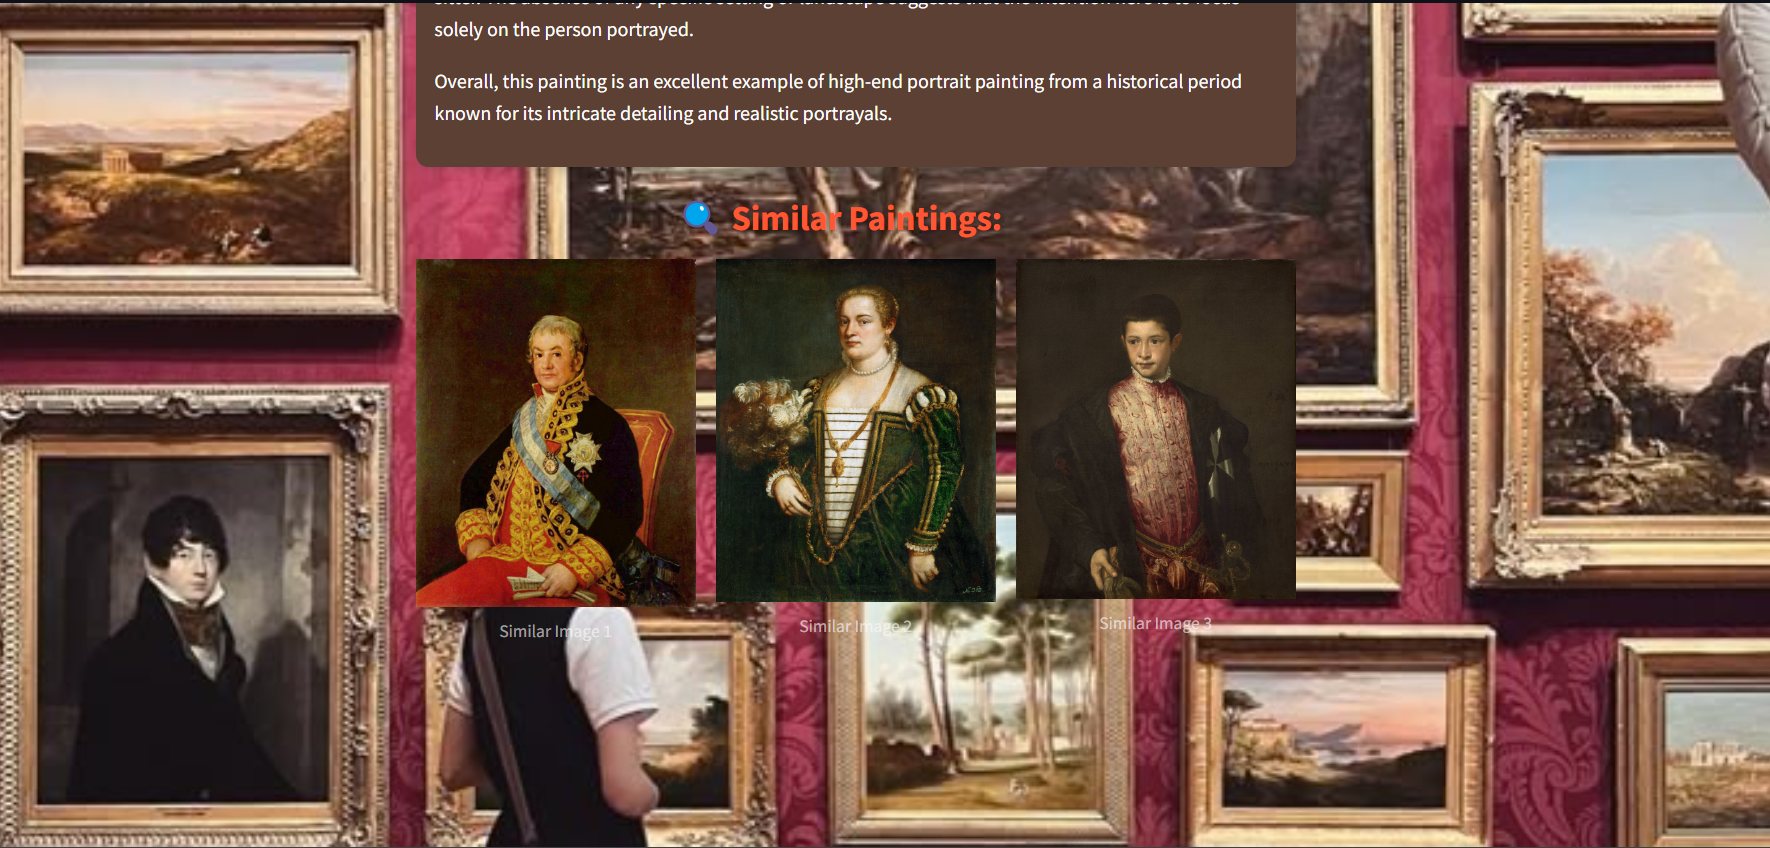 solely on the person portrayed.
Overall, this painting is an excellent example of high-end portrait painting from a historical period
known for its intricate detailing and realistic portrayals.
Similar Paintings:
Similar Image 1
Similar Image 2
Similar Image 3